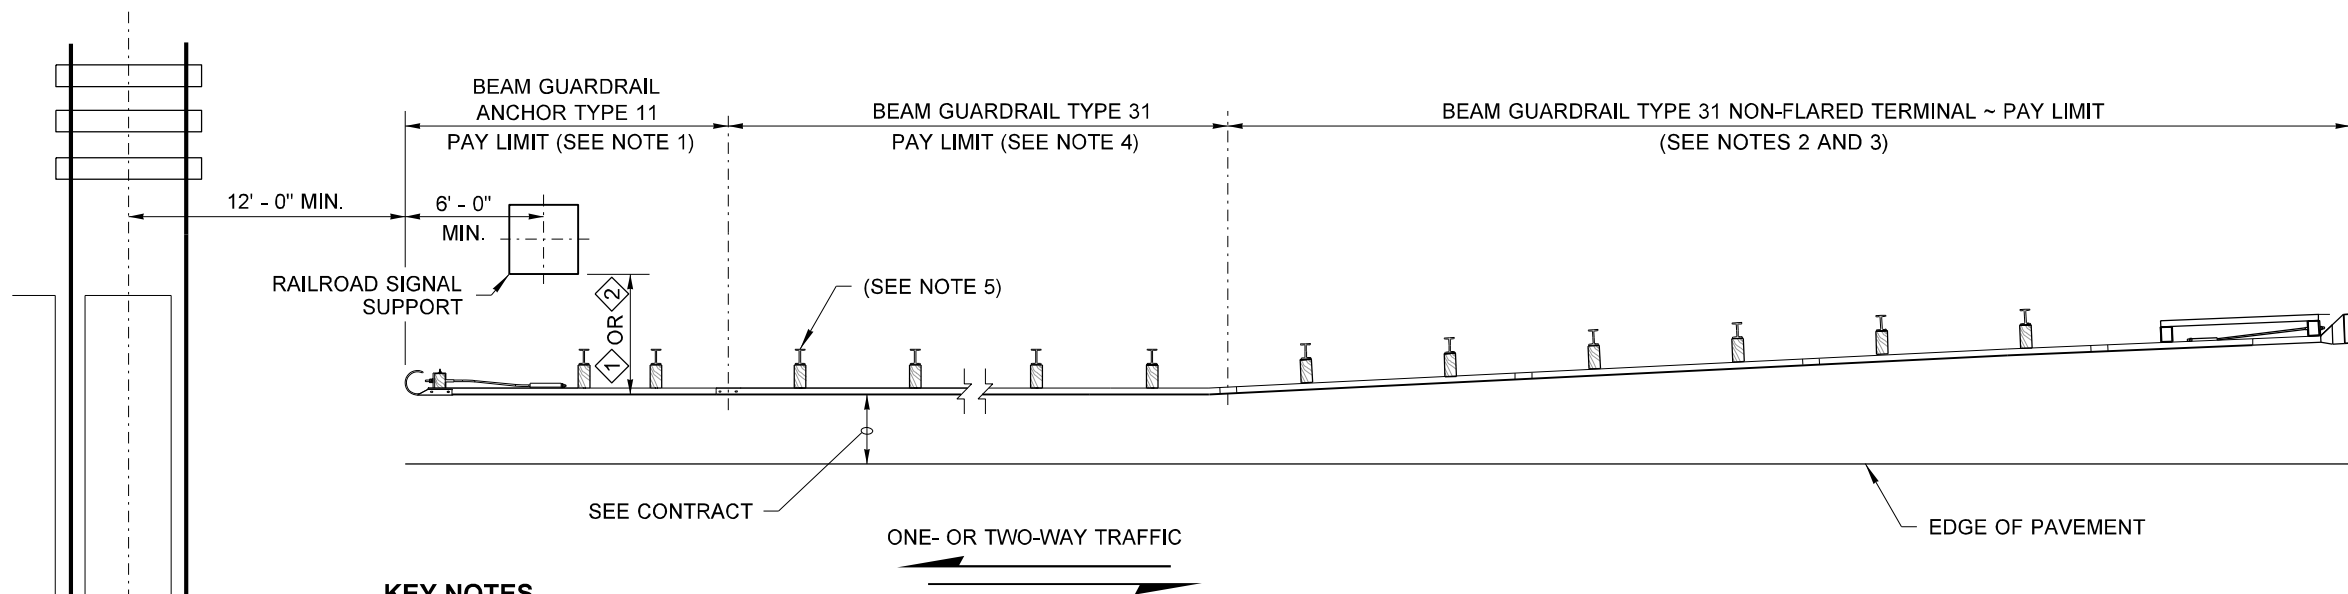 BEAM GUARDRAIL
ANCHOR TYPE 11
PAY LIMIT (SEE NOTE 1)
BEAM GUARDRAIL TYPE 31
PAY LIMIT (SEE NOTE 4)
BEAM GUARDRAIL TYPE 31 NON-FLARED TERMINAL ~ PAY LIMIT
(SEE NOTES 2 AND 3)
12' - 0" MIN.
6' - 0"
MIN.
RAILROAD SIGNAL
SUPPORT
1 OR 2
(SEE NOTE 5)
SEE CONTRACT
EDGE OF PAVEMENT
ONE- OR TWO-WAY TRAFFIC
KEY NOTES